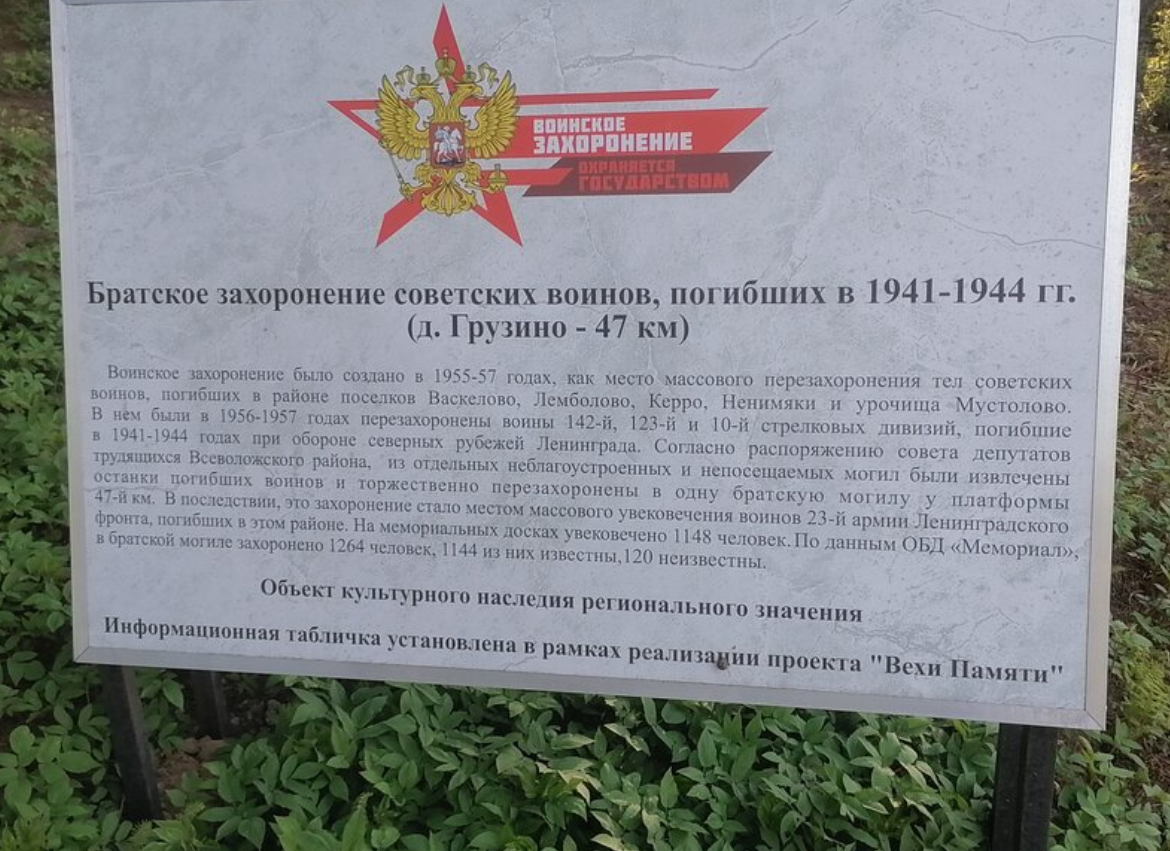 ВОИНСКОЕ
ЗАХОРОНЕНИЕ
ОХРАНЯЕТСЯ
ГОСУДАРСТВОМ
Братское захоронение советских воинов, погибших в 1941-1944 гг.
(д. Грузино - 47 км)
Воинское захоронение было создано в 1955-57 годах, как место массового перезахоронения тел советских
воинов, погибших в районе поселков Васкелово, Лемболово, Керро, Ненимяки и урочища Мустолово.
В нём были в 1956-1957 годах перезахоронены воины 142-й, 123-й и 10-й стрелковых дивизий, погибшие
в 1941-1944 годах при обороне северных рубежей Ленинграда. Согласно распоряжению совета депутатов
трудящихся Всеволожского района, из отдельных неблагоустроенных и непосещаемых могил были извлечены
останки погибших воинов и торжественно перезахоронены в одну братскую могилу у платформы
47-й км. В последствии, это захоронение стало местом массового увековечения воинов 23-й армии Ленинградского
фронта, погибших в этом районе. На мемориальных досках увековечено 1148 человек. По данным ОБД «Мемориал»,
в братской могиле захоронено 1264 человек, 1144 из них известны,120 неизвестны.
Объект культурного наследия регионального значения
Информационная табличка установлена в рамках реализации проекта "Вехи Памяти"